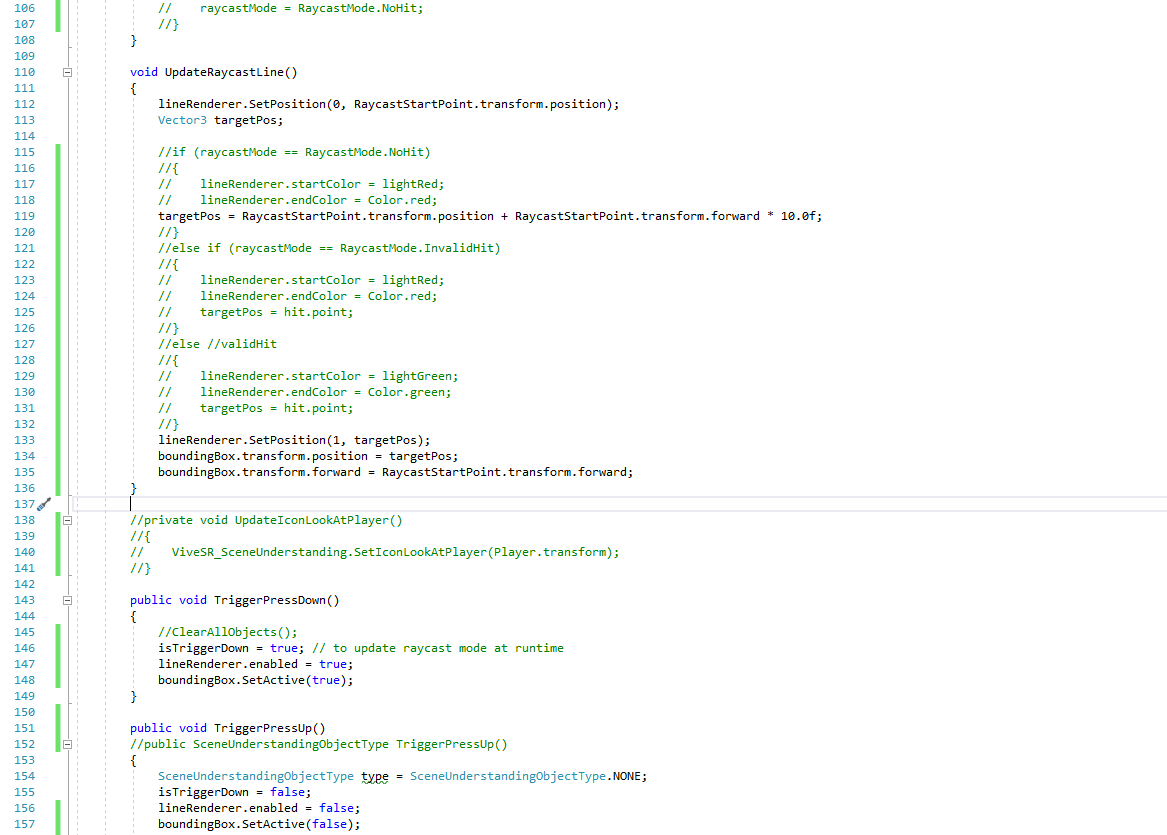 106 //    raycastMode = RaycastMode.NoHit;
107 //}
108 }
109
110 void UpdateRaycastLine()
111 {
112 lineRenderer.SetPosition(0, RaycastStartPoint.transform.position);
113 Vector3 targetPos;
114
115 //if (raycastMode == RaycastMode.NoHit)
116 //{
117 //    lineRenderer.startColor = lightRed;
118 //    lineRenderer.endColor = Color.red;
119 targetPos = RaycastStartPoint.transform.position + RaycastStartPoint.transform.forward * 10.0f;
120 //}
121 //else if (raycastMode == RaycastMode.InvalidHit)
122 //{
123 //    lineRenderer.startColor = lightRed;
124 //    lineRenderer.endColor = Color.red;
125 //    targetPos = hit.point;
126 //}
127 //else //validHit
128 //{
129 //    lineRenderer.startColor = lightGreen;
130 //    lineRenderer.endColor = Color.green;
131 //    targetPos = hit.point;
132 //}
133 lineRenderer.SetPosition(1, targetPos);
134 boundingBox.transform.position = targetPos;
135 boundingBox.transform.forward = RaycastStartPoint.transform.forward;
136 }
137
138 //private void UpdateIconLookAtPlayer()
139 //{
140 //    ViveSR_SceneUnderstanding.SetIconLookAtPlayer(Player.transform);
141 //}
142
143 public void TriggerPressDown()
144 {
145 //ClearAllObjects();
146 isTriggerDown = true; // to update raycast mode at runtime
147 lineRenderer.enabled = true;
148 boundingBox.SetActive(true);
149 }
150
151 public void TriggerPressUp()
152 //public SceneUnderstandingObjectType TriggerPressUp()
153 {
154 SceneUnderstandingObjectType type = SceneUnderstandingObjectType.NONE;
155 isTriggerDown = false;
156 lineRenderer.enabled = false;
157 boundingBox.SetActive(false);